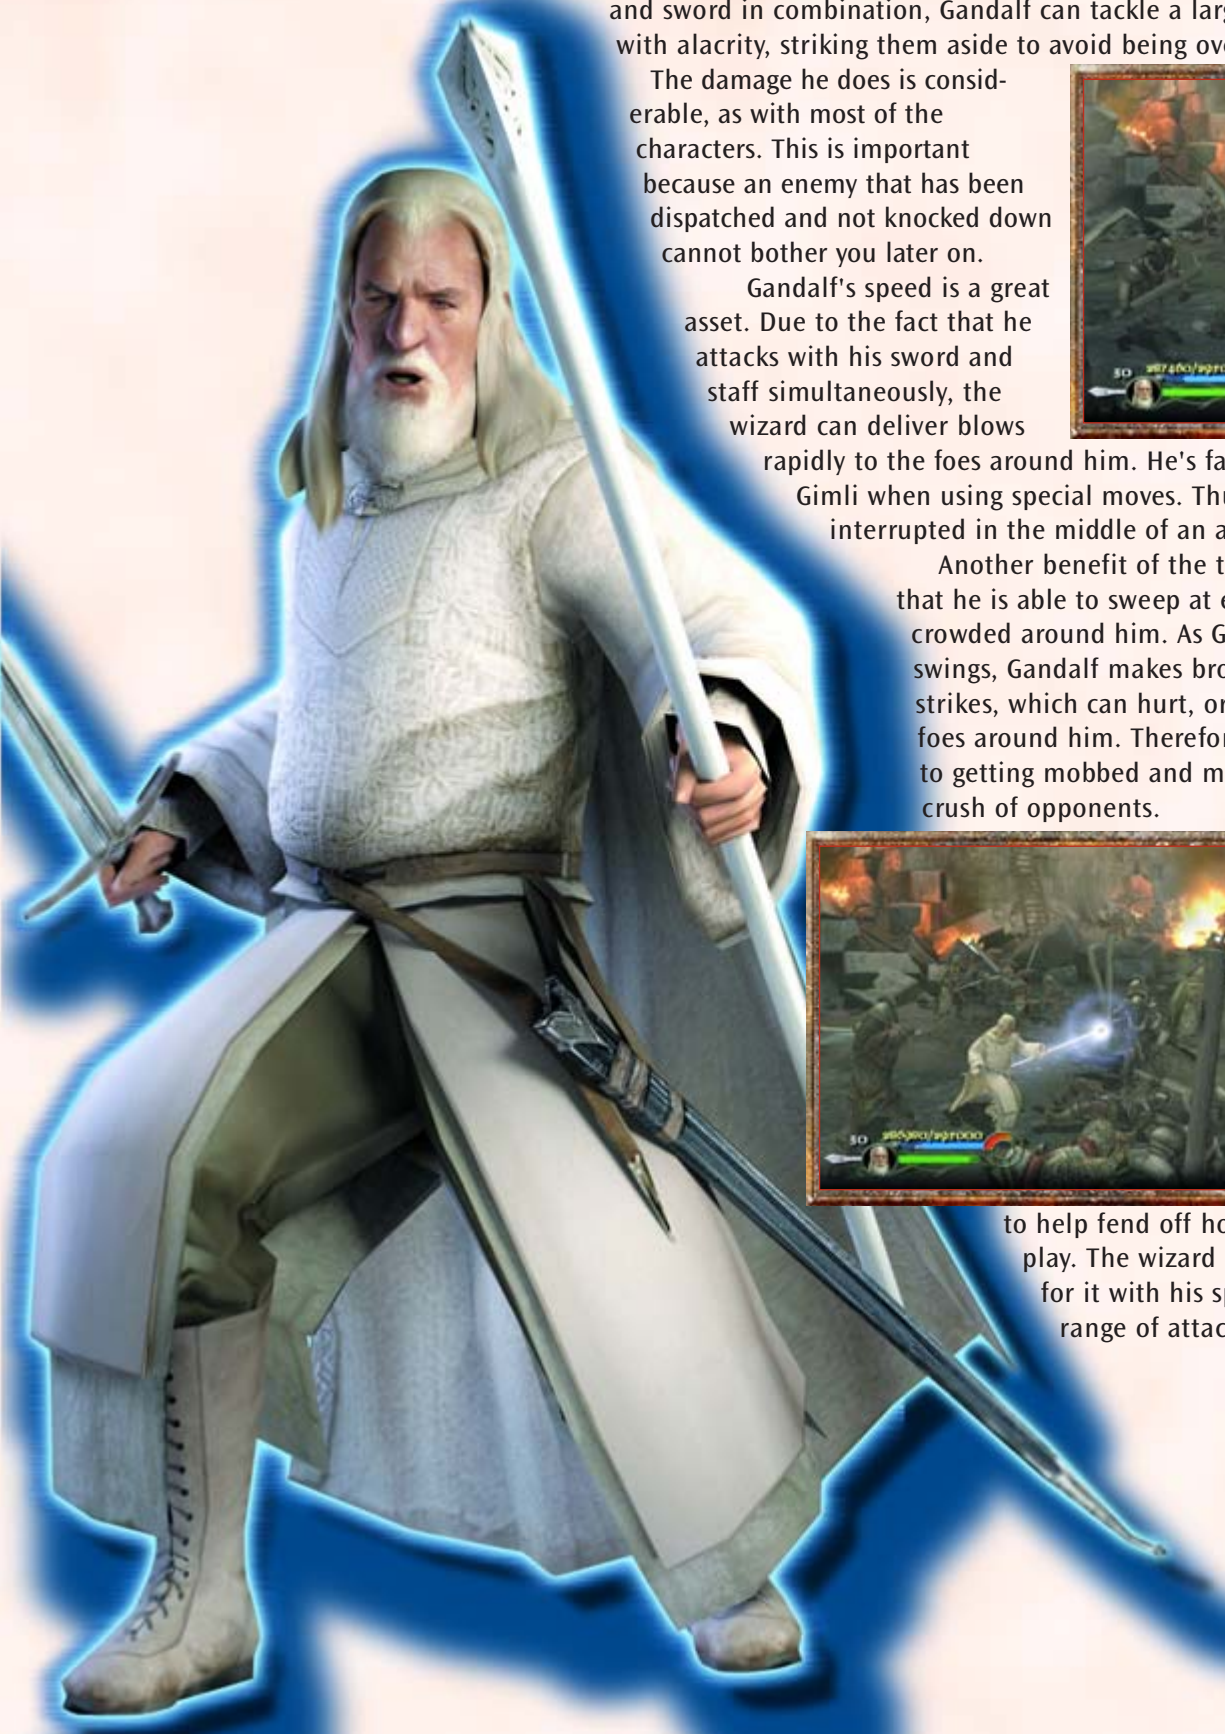 and sword in combination, Gandalf can tackle a larg
with alacrity, striking them aside to avoid being ov
The damage he does is consid-
erable, as with most of the
characters. This is important
because an enemy that has been
dispatched and not knocked down
cannot bother you later on.
Gandalf's speed is a great
asset. Due to the fact that he
attacks with his sword and
staff simultaneously, the
wizard can deliver blows
rapidly to the foes around him. He's fa
Gimli when using special moves. Thu
interrupted in the middle of an a
Another benefit of the t
that he is able to sweep at e
crowded around him. As G
swings, Gandalf makes bro
strikes, which can hurt, or
foes around him. Therefor
to getting mobbed and m
crush of opponents.
30
30
to help fend off ho
play. The wizard
for it with his s
range of attac